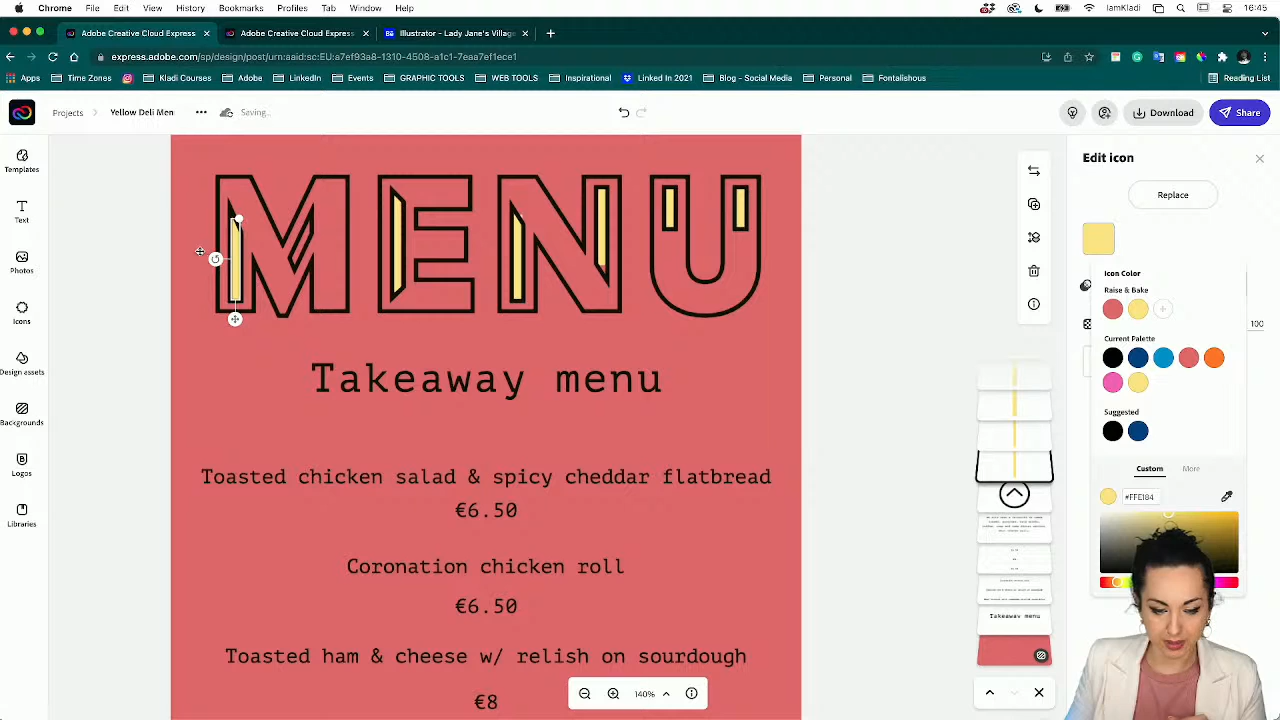 Chrome File Edit View History Bookmarks Profiles Tab Window Help IamKladi 16:45
Adobe Creative Cloud Express
Adobe Creative Cloud Express
Illustrator - Lady Jane's Village
express.adobe.com/sp/design/post/urn:aaid:sc:EU:a7ef93a8-1310-4508-a1c1-7eaa7ef1ece1
Apps Time Zones Kladi Courses Adobe LinkedIn Events GRAPHIC TOOLS WEB TOOLS Inspirational Linked In 2021 Blog - Social Media Personal Fontalishous Reading List
Projects Yellow Deli Men Saving… Download Share
Templates
Text
Photos
Icons
Design assets
Backgrounds
Logos
Libraries
MENU
Takeaway menu
Toasted chicken salad & spicy cheddar flatbread
€6.50
Coronation chicken roll
€6.50
Toasted ham & cheese w/ relish on sourdough
€8
140%
Takeaway menu
Edit icon
Replace
Icon Color
Raise & Bake
100
Current Palette
Suggested
Custom More
#FFE184